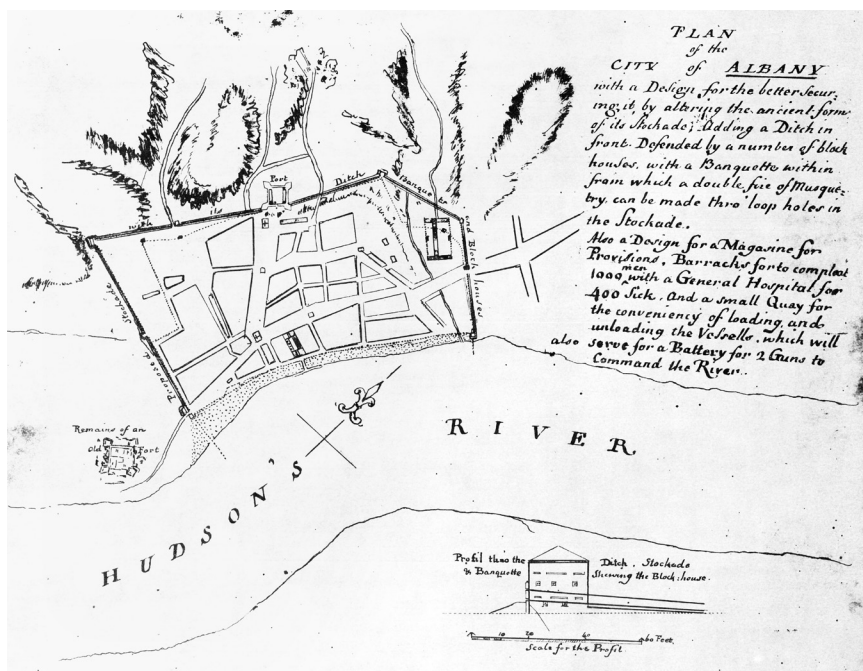 PLAN
of the
CITY of ALBANY
with a Design for the better Secur,
ing it by altering the ancient form
of its Stockade; Adding a Ditch in
front. Defended by a number of block
houses, with a Banquette within
from which a double fire of Musque-
try can be made thro' loop holes in
the Stockade.
Also a Design for a Magasine for
Provisions, Barracks for to compleat
1000 men with a General Hospital for
400 Sick, and a small Quay for
the conveniency of loading and
unloading the Vessells, which will
also serve for a Battery for 2 Guns to
Command the River.
Fort
Proposed Stockade with its Ditch Banquette and Block houses
Remains of an
Old Fort
HUDSON'S RIVER
Profil thro the Ditch, Stockade
& Banquette Shewing the Block-house.
10 20 40 60 Feet
Scale for the Profil